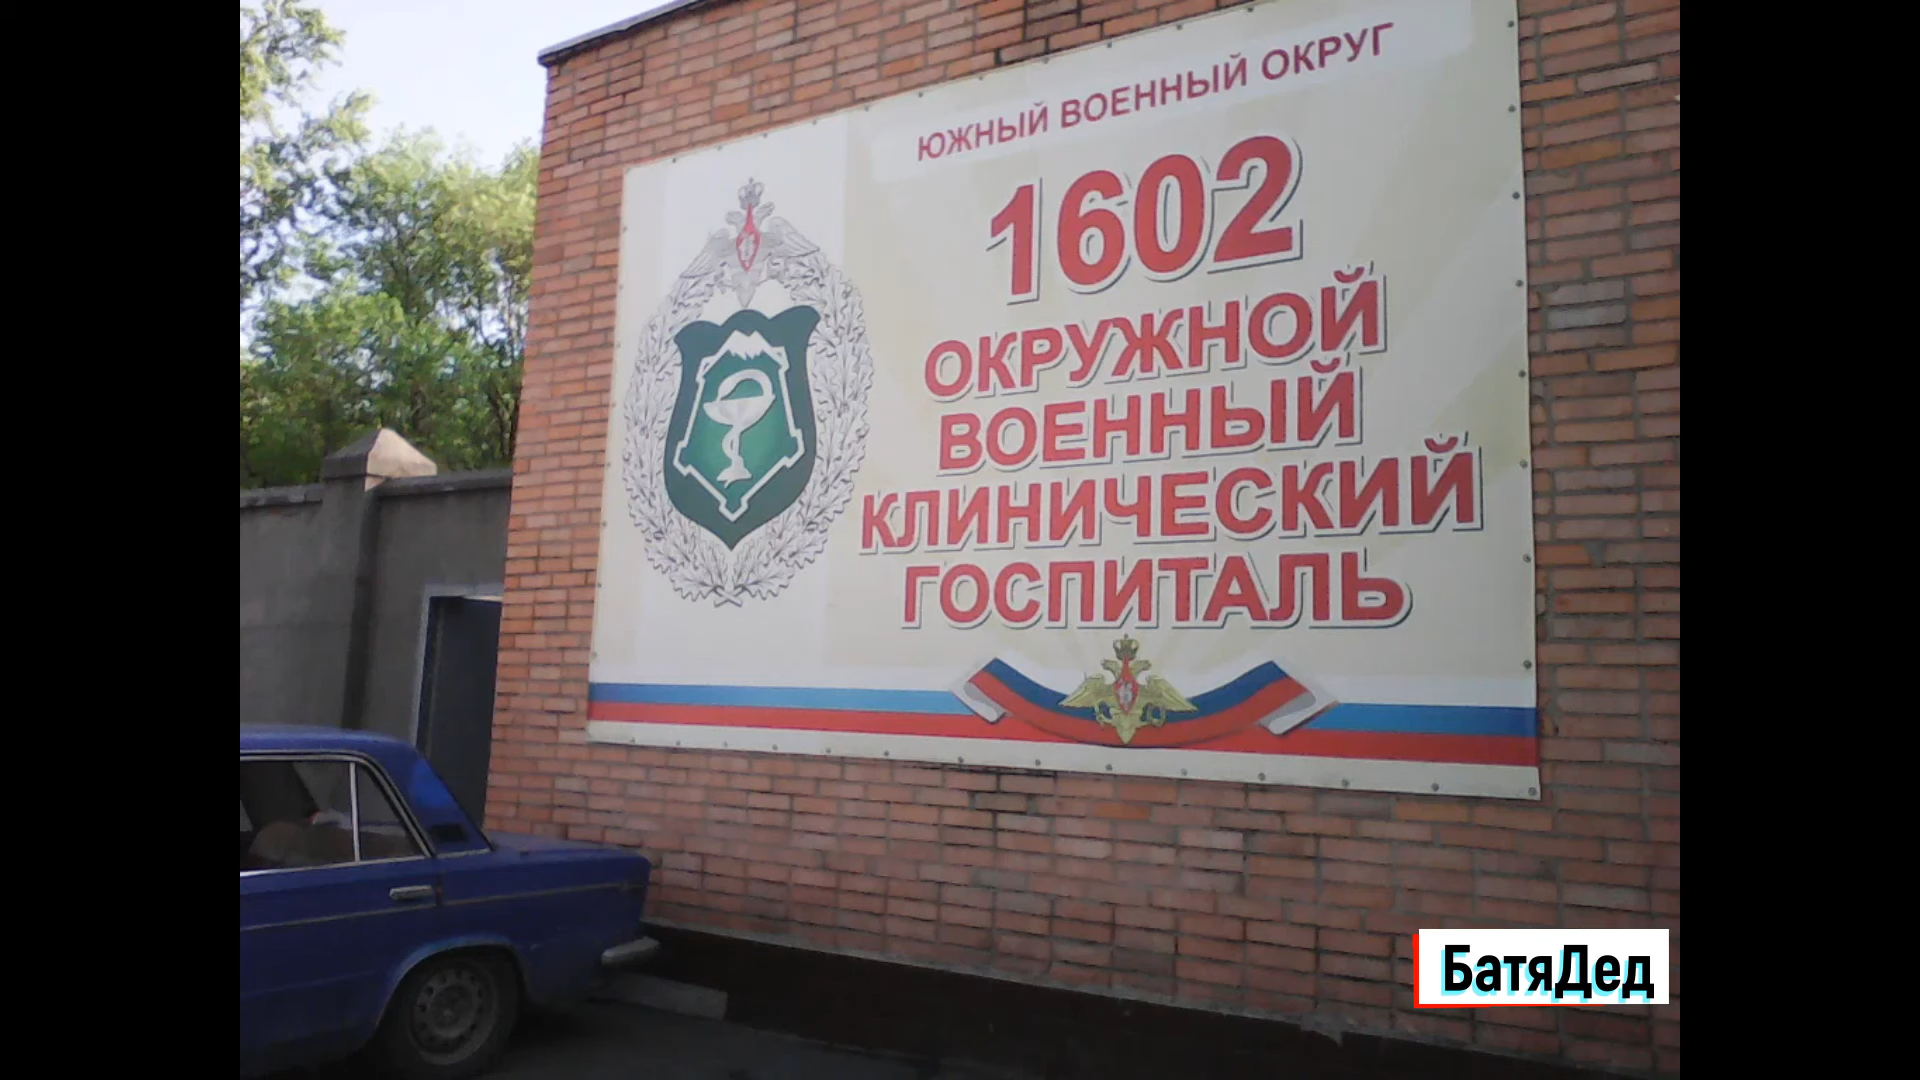 ЮЖНЫЙ ВОЕННЫЙ ОКРУГ
1602
ОКРУЖНОЙ
ВОЕННЫЙ
КЛИНИЧЕСКИЙ
ГОСПИТАЛЬ
БатяДед